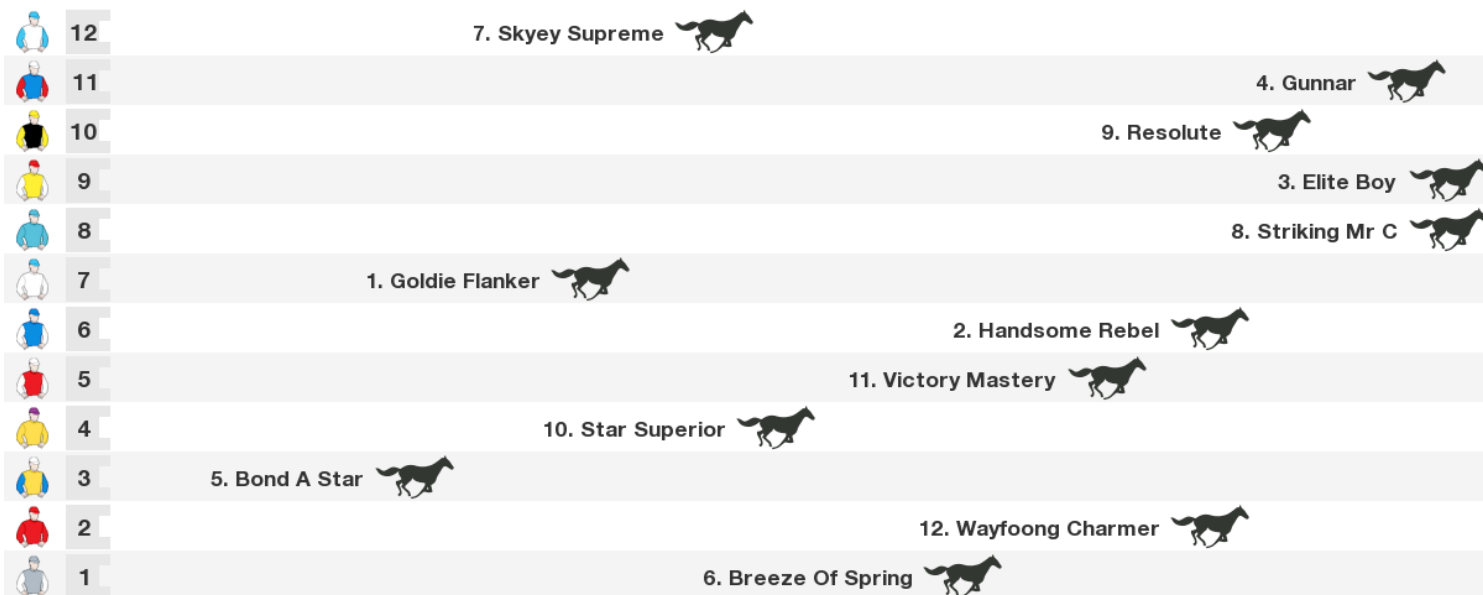 12 7. Skyey Supreme
11 4. Gunnar
10 9. Resolute
9 3. Elite Boy
8 8. Striking Mr C
7 1. Goldie Flanker
6 2. Handsome Rebel
5 11. Victory Mastery
4 10. Star Superior
3 5. Bond A Star
2 12. Wayfoong Charmer
1 6. Breeze Of Spring